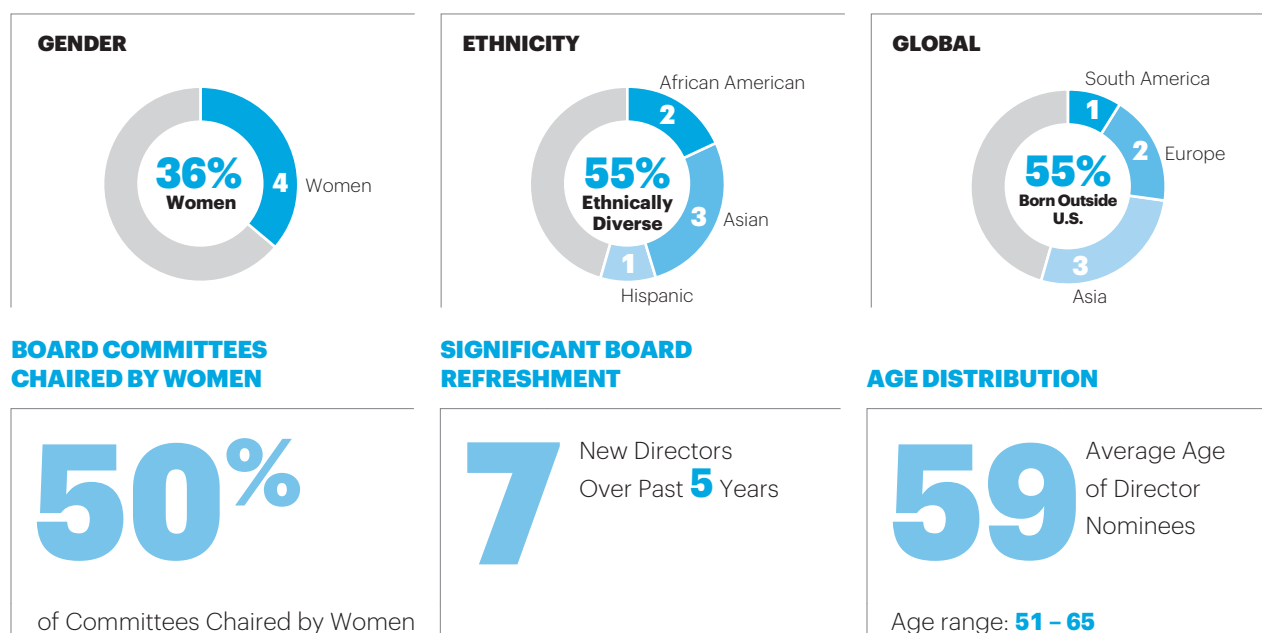 GENDER
36%
Women
4
Women
ETHNICITY
African American
2
55%
Ethnically
Diverse
3
Asian
1
Hispanic
GLOBAL
South America
1
2
Europe
55%
Born Outside
U.S.
3
Asia
BOARD COMMITTEES
CHAIRED BY WOMEN
50%
of Committees Chaired by Women
SIGNIFICANT BOARD
REFRESHMENT
7
New Directors
Over Past 5 Years
AGE DISTRIBUTION
59
Average Age
of Director
Nominees
Age range: 51 – 65